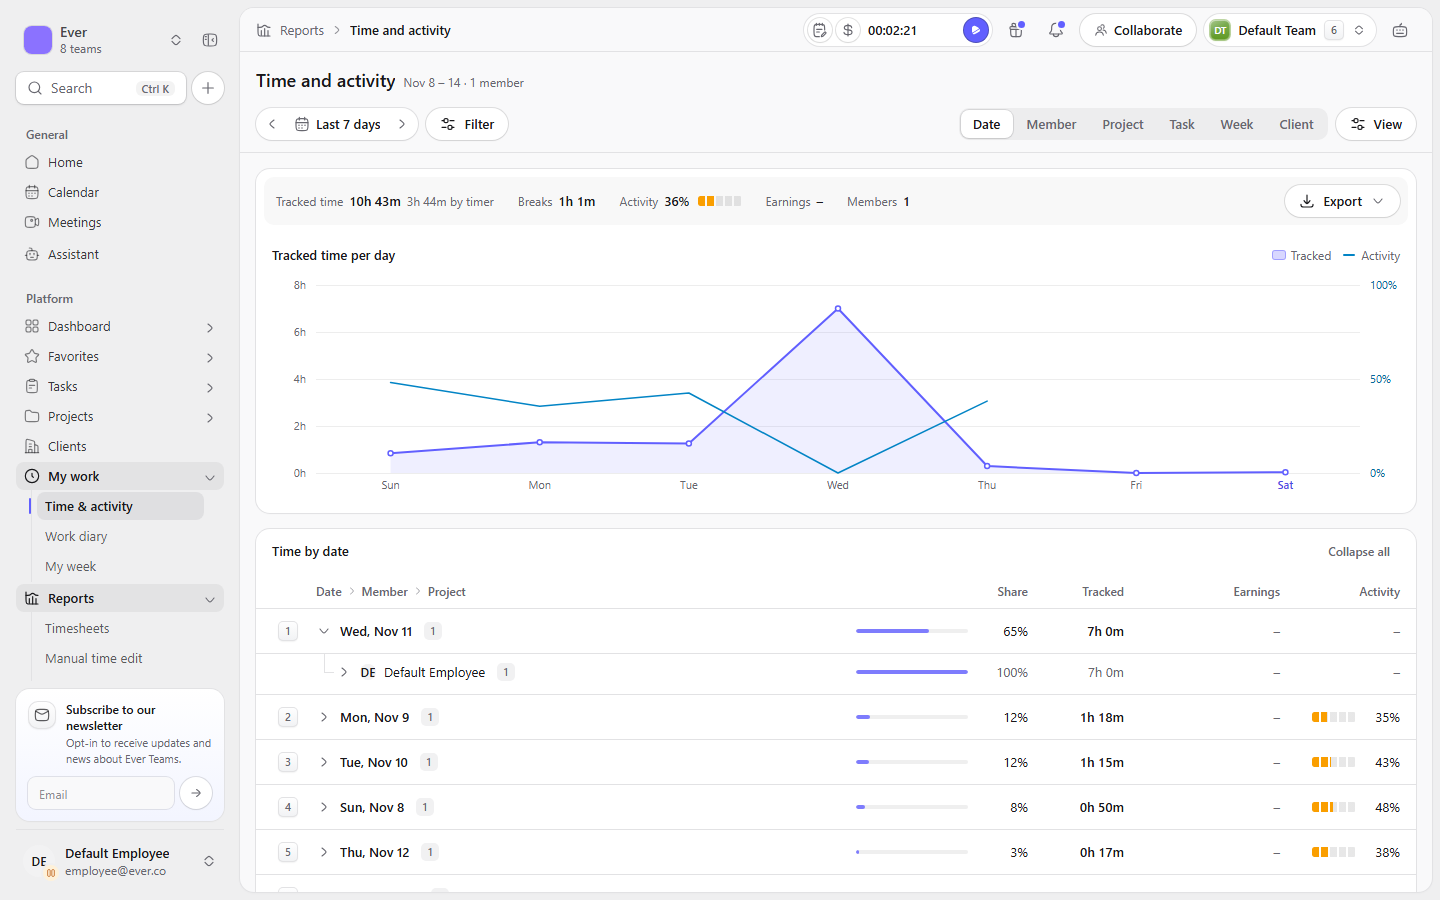 Ever
8 teams
Search
Ctrl K
General
Home
Calendar
Meetings
Assistant
Platform
Dashboard
Favorites
Tasks
Projects
Clients
My work
Time & activity
Work diary
My week
Reports
Timesheets
Manual time edit
Subscribe to our
newsletter
Opt-in to receive updates and
news about Ever Teams.
Email
DE
Default Employee
employee@ever.co
Reports
Time and activity
00:02:21
Collaborate
DT
Default Team
6
Time and activity
Nov 8 – 14 · 1 member
Last 7 days
Filter
Date
Member
Project
Task
Week
Client
View
Tracked time 10h 43m 3h 44m by timer
Breaks 1h 1m
Activity 36%
Earnings –
Members 1
Export
Tracked time per day
Tracked
Activity
8h
6h
4h
2h
0h
100%
50%
0%
Sun
Mon
Tue
Wed
Thu
Fri
Sat
Time by date
Collapse all
Date
Member
Project
Share
Tracked
Earnings
Activity
1 Wed, Nov 11 1 65% 7h 0m – –
DE Default Employee 1 100% 7h 0m – –
2 Mon, Nov 9 1 12% 1h 18m – 35%
3 Tue, Nov 10 1 12% 1h 15m – 43%
4 Sun, Nov 8 1 8% 0h 50m – 48%
5 Thu, Nov 12 1 3% 0h 17m – 38%